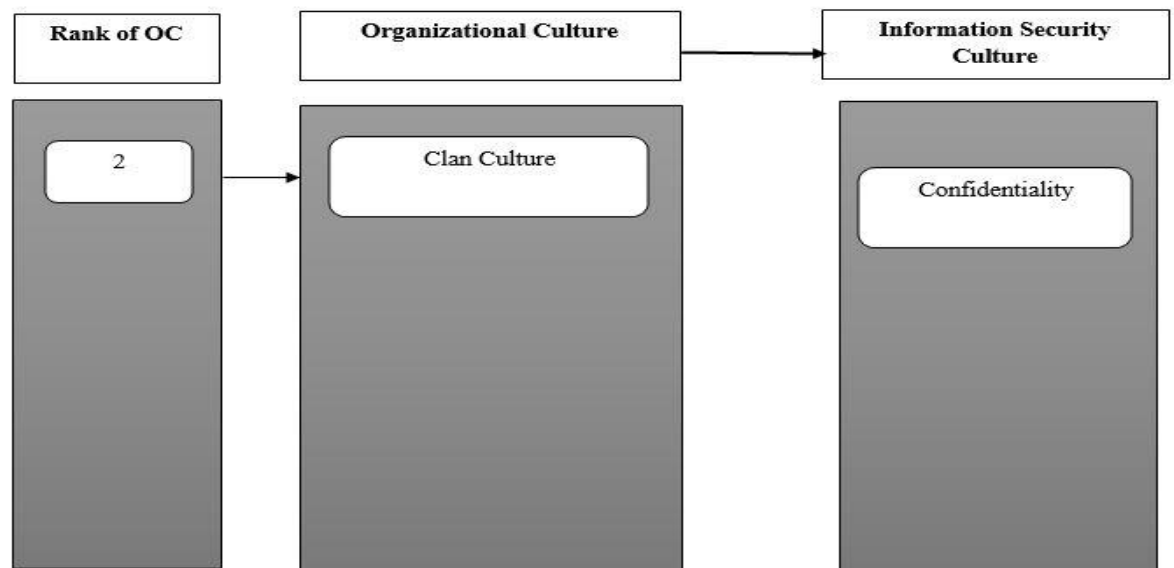 Rank of OC
Organizational Culture
Information Security
Culture
2
Clan Culture
Confidentiality